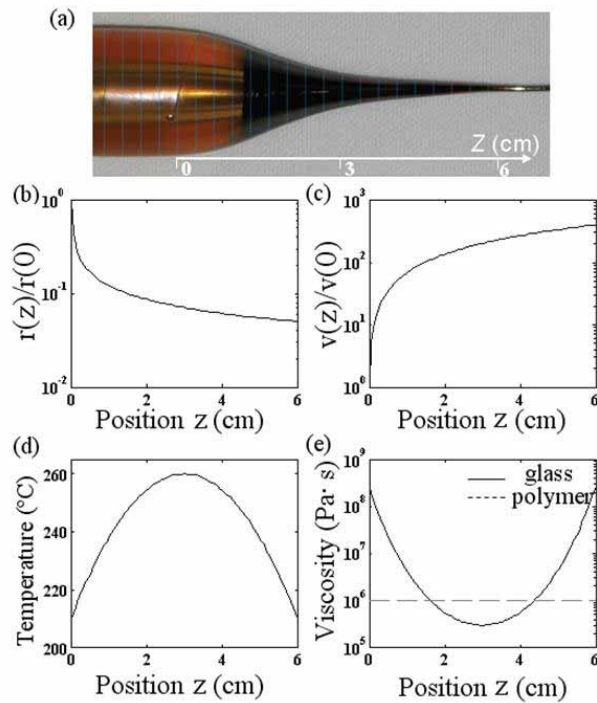 (a)
Z (cm)
0 3 6
(b)
r(z)/r(0)
10^0
10^-1
10^-2
0 2 4 6
Position z (cm)
(c)
v(z)/v(0)
10^3
10^2
10^1
10^0
0 2 4 6
Position z (cm)
(d)
Temperature (°C)
260
240
220
200
0 2 4 6
Position z (cm)
(e)
Viscosity (Pa· s)
10^9
10^8
10^7
10^6
10^5
glass
polymer
0 2 4 6
Position z (cm)